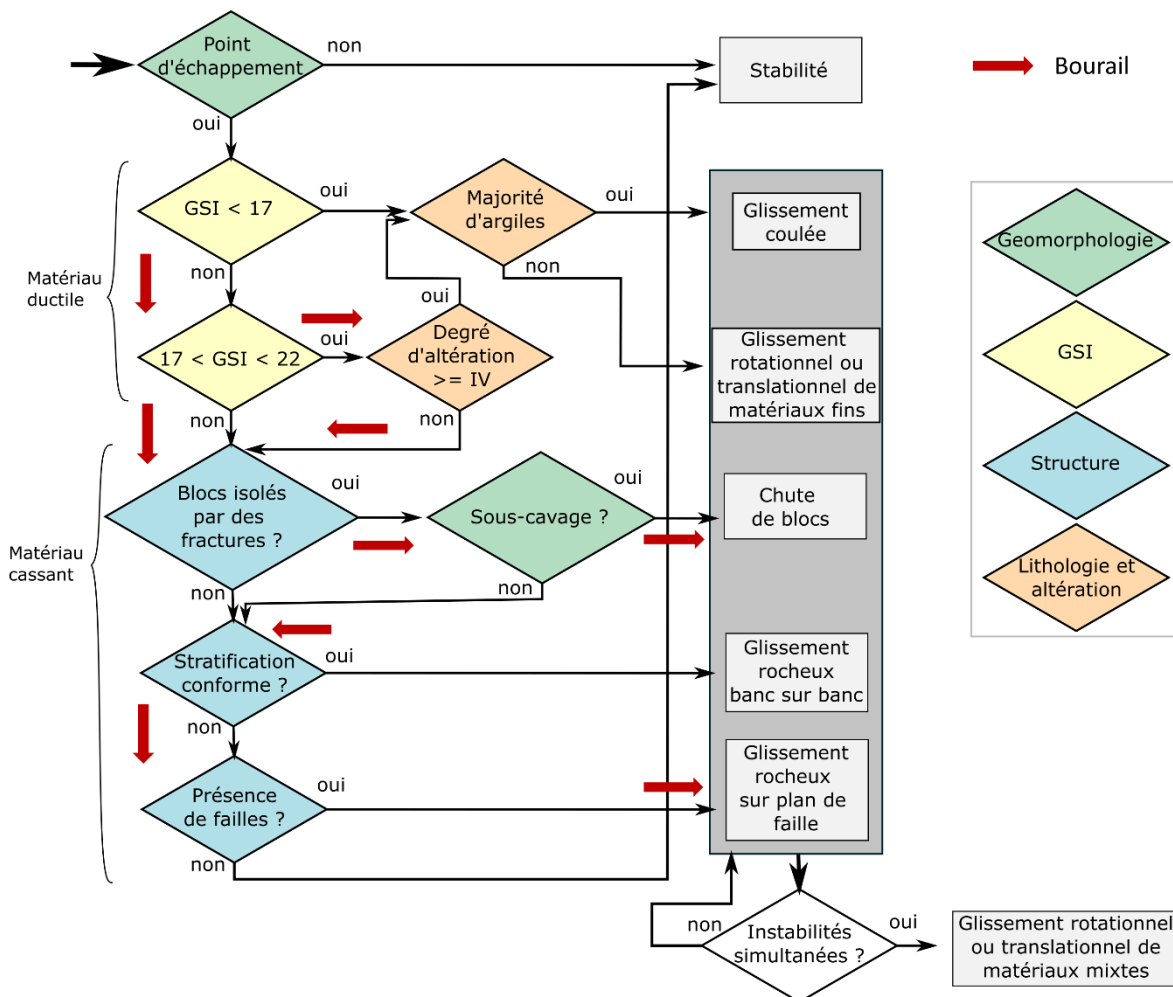 Point
d'échappement
non
oui
Stabilité
Bourail
Matériau
ductile
GSI < 17
oui
non
Majorité
d'argiles
oui
non
Glissement
coulée
17 < GSI < 22
oui
non
Degré
d'altération
>= IV
oui
non
Glissement
rotationnel ou
translationnel de
matériaux fins
Matériau
cassant
Blocs isolés
par des
fractures ?
oui
non
Sous-cavage ?
oui
non
Chute
de blocs
Stratification
conforme ?
oui
non
Glissement
rocheux
banc sur banc
Présence
de failles ?
oui
non
Glissement
rocheux
sur plan de
faille
Instabilités
simultanées ?
non
oui
Glissement rotationnel
ou translationnel de
matériaux mixtes
Geomorphologie
GSI
Structure
Lithologie et
altération